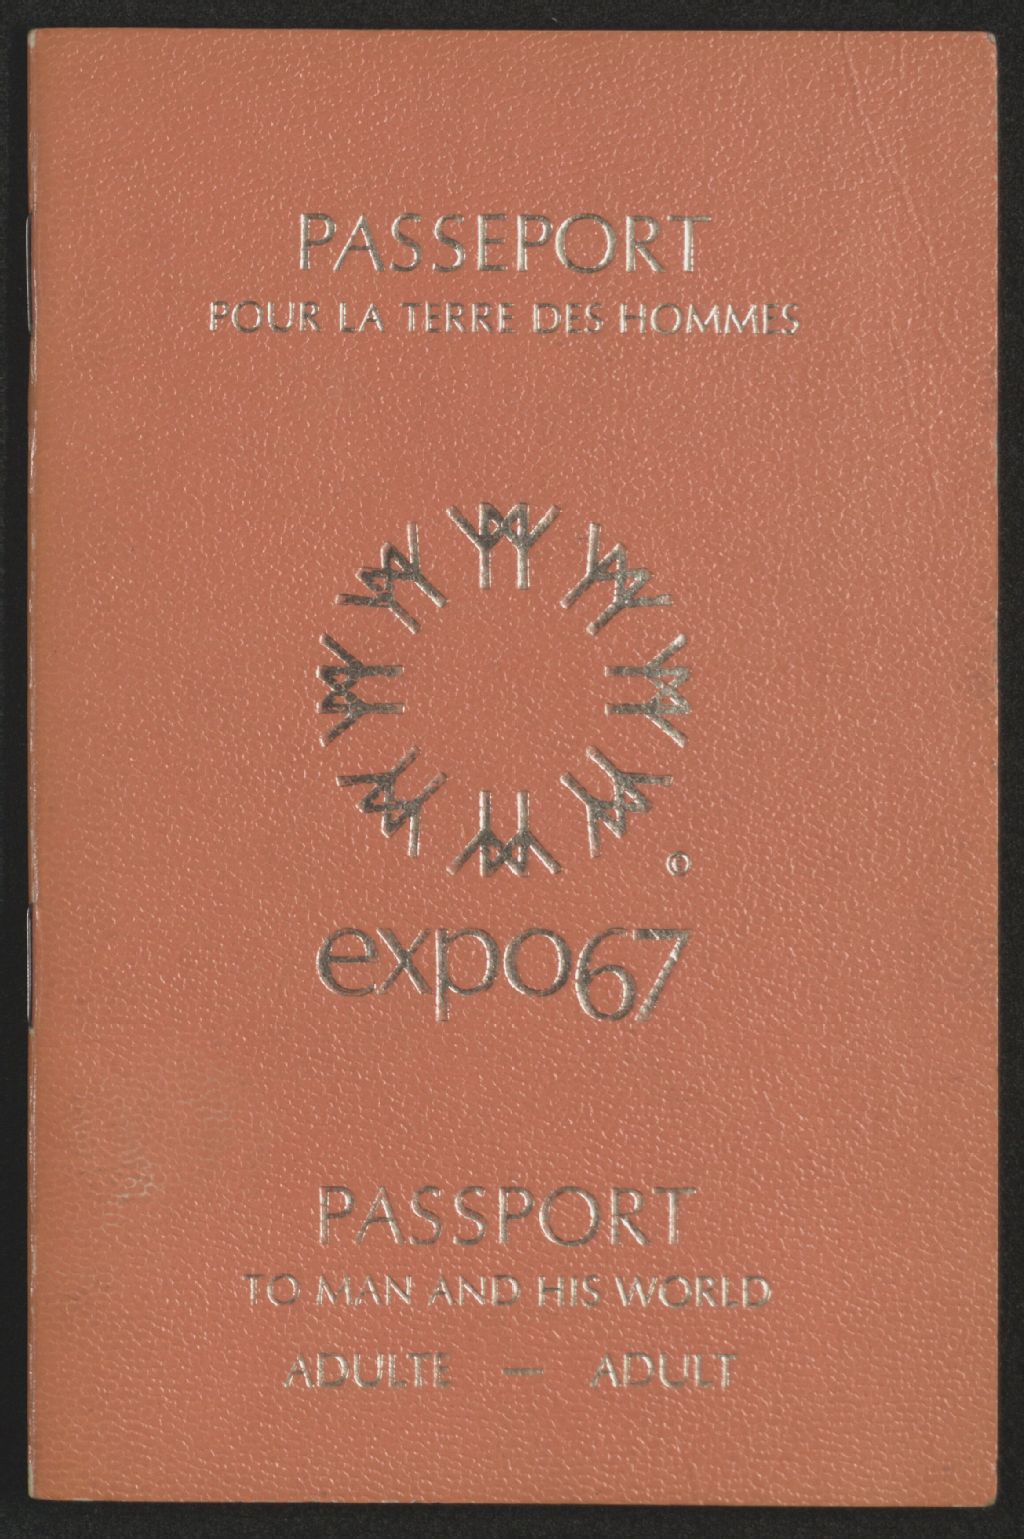 PASSEPORT
POUR LA TERRE DES HOMMES
©
expo67
PASSPORT
TO MAN AND HIS WORLD
ADULTE — ADULT